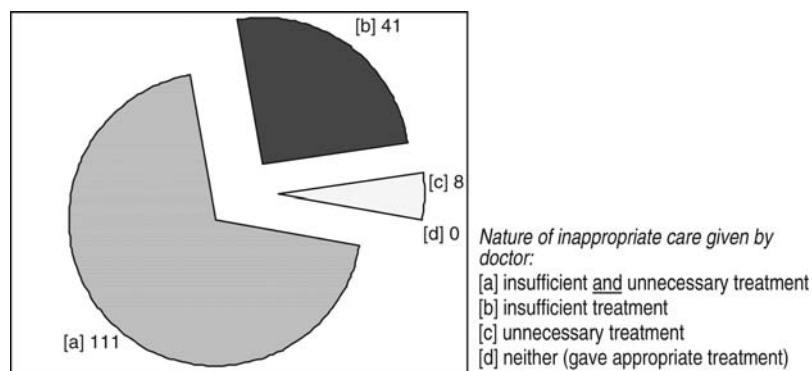 [b] 41
[c] 8
[d] 0
[a] 111
Nature of inappropriate care given by
doctor:
[a] insufficient and unnecessary treatment
[b] insufficient treatment
[c] unnecessary treatment
[d] neither (gave appropriate treatment)